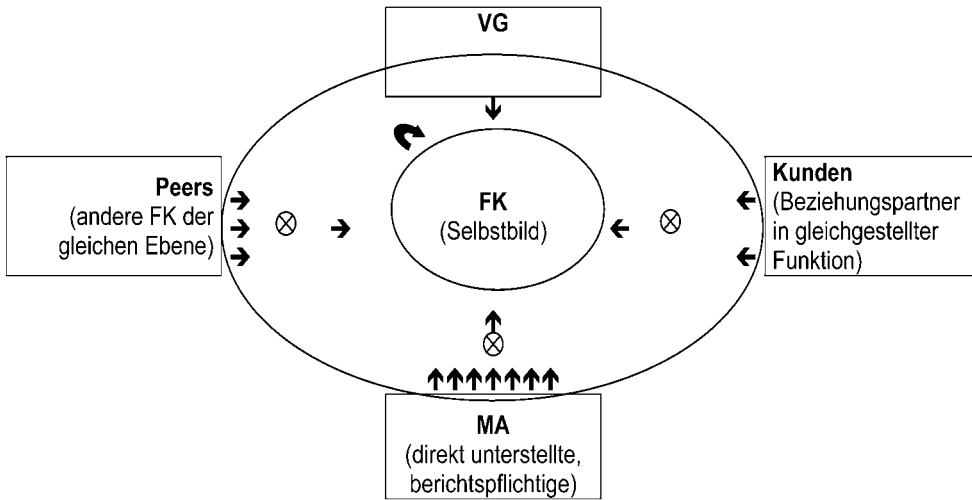 VG
Peers
(andere FK der
gleichen Ebene)
FK
(Selbstbild)
Kunden
(Beziehungspartner
in gleichgestellter
Funktion)
MA
(direkt unterstellte,
berichtspflichtige)